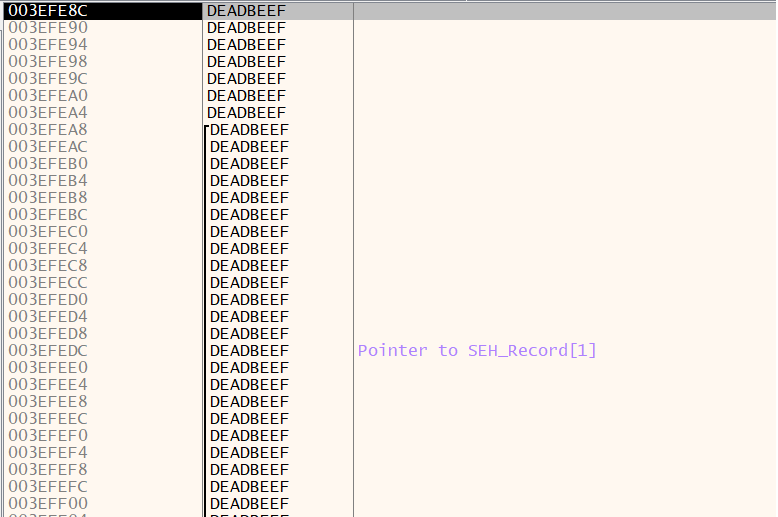 003EFE8C DEADBEEF
003EFE90 DEADBEEF
003EFE94 DEADBEEF
003EFE98 DEADBEEF
003EFE9C DEADBEEF
003EFEA0 DEADBEEF
003EFEA4 DEADBEEF
003EFEA8 DEADBEEF
003EFEAC DEADBEEF
003EFEB0 DEADBEEF
003EFEB4 DEADBEEF
003EFEB8 DEADBEEF
003EFEBC DEADBEEF
003EFEC0 DEADBEEF
003EFEC4 DEADBEEF
003EFEC8 DEADBEEF
003EFECC DEADBEEF
003EFED0 DEADBEEF
003EFED4 DEADBEEF
003EFED8 DEADBEEF
003EFEDC DEADBEEF Pointer to SEH_Record[1]
003EFEE0 DEADBEEF
003EFEE4 DEADBEEF
003EFEE8 DEADBEEF
003EFEEC DEADBEEF
003EFEF0 DEADBEEF
003EFEF4 DEADBEEF
003EFEF8 DEADBEEF
003EFEFC DEADBEEF
003EFF00 DEADBEEF